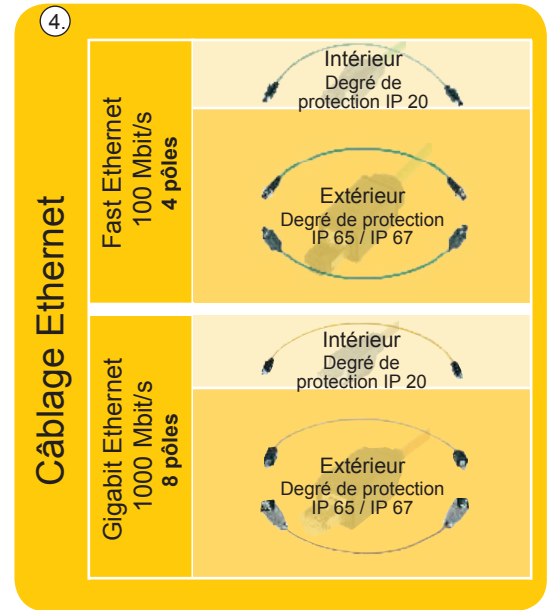 4.
Câblage Ethernet
Fast Ethernet
100 Mbit/s
4 pôles
Intérieur
Degré de
protection IP 20
Extérieur
Degré de protection
IP 65 / IP 67
Gigabit Ethernet
1000 Mbit/s
8 pôles
Intérieur
Degré de
protection IP 20
Extérieur
Degré de protection
IP 65 / IP 67